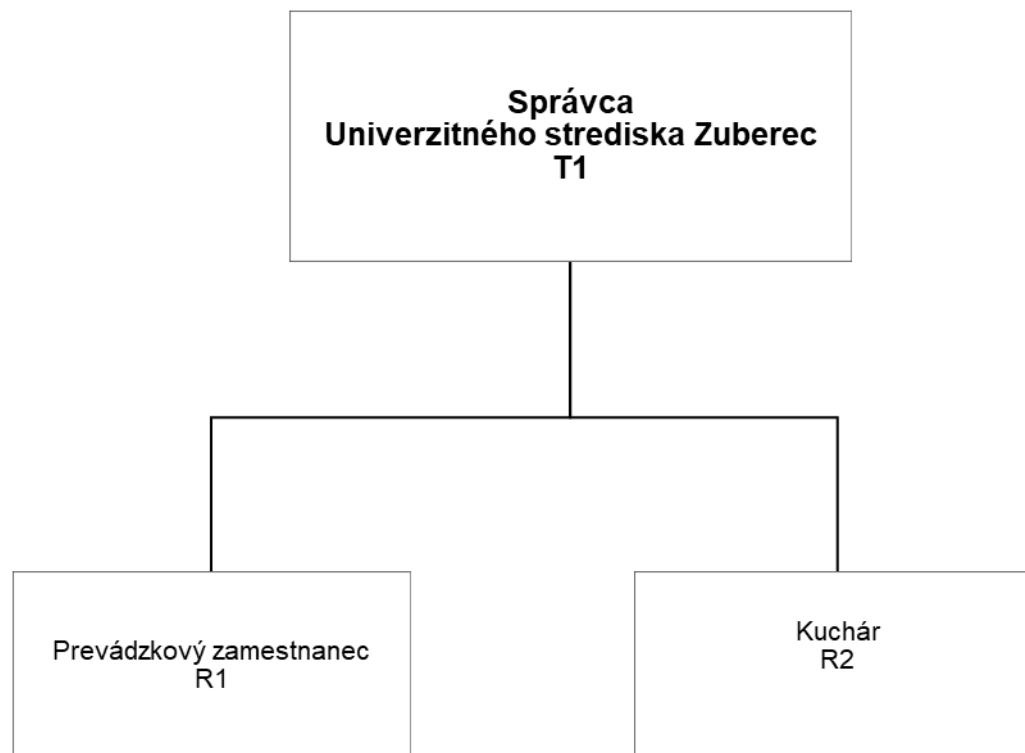 Správca
Univerzitného strediska Zuberec
T1
Prevádzkový zamestnanec
R1
Kuchár
R2